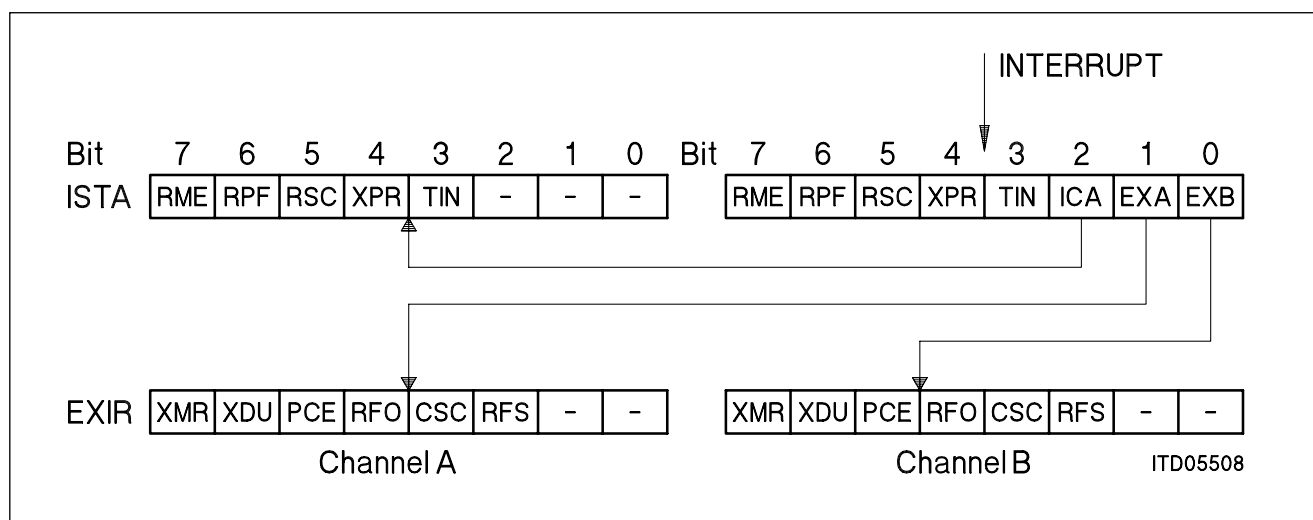 INTERRUPT
Bit 7 6 5 4 3 2 1 0 Bit 7 6 5 4 3 2 1 0
ISTA RME RPF RSC XPR TIN - - - RME RPF RSC XPR TIN ICA EXA EXB
EXIR XMR XDU PCE RFO CSC RFS - - XMR XDU PCE RFO CSC RFS - -
Channel A Channel B ITD05508